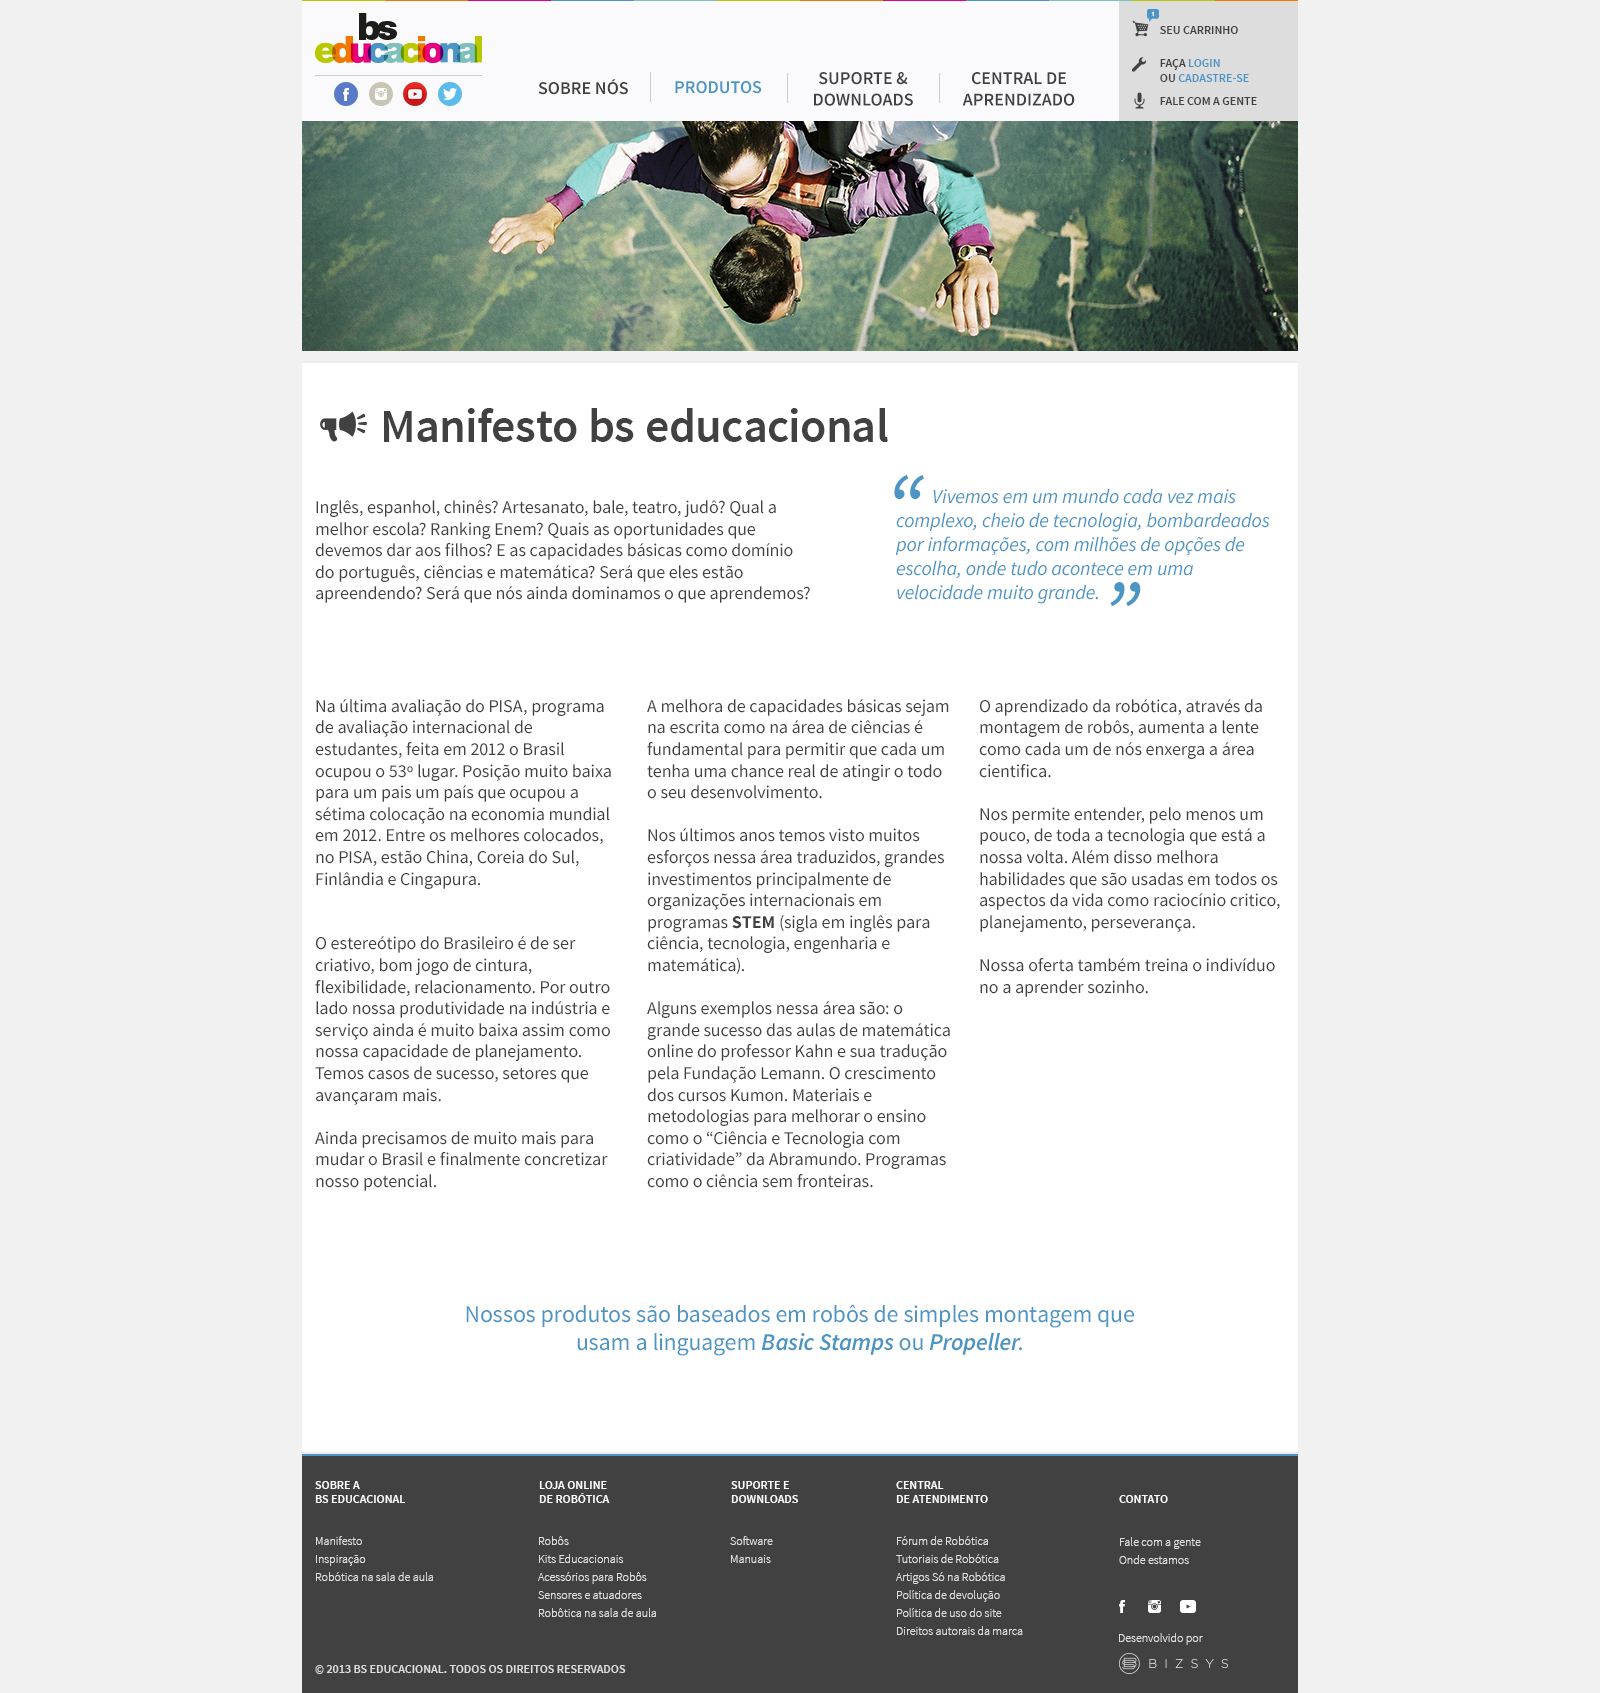 bs
educacional
SOBRE NÓS
PRODUTOS
SUPORTE &
DOWNLOADS
CENTRAL DE
APRENDIZADO
1
SEU CARRINHO
FAÇA LOGIN
OU CADASTRE-SE
FALE COM A GENTE
Manifesto bs educacional
Inglês, espanhol, chinês? Artesanato, bale, teatro, judô? Qual a
melhor escola? Ranking Enem? Quais as oportunidades que
devemos dar aos filhos? E as capacidades básicas como domínio
do português, ciências e matemática? Será que eles estão
apreendendo? Será que nós ainda dominamos o que aprendemos?
“ Vivemos em um mundo cada vez mais
complexo, cheio de tecnologia, bombardeados
por informações, com milhões de opções de
escolha, onde tudo acontece em uma
velocidade muito grande. ”
Na última avaliação do PISA, programa
de avaliação internacional de
estudantes, feita em 2012 o Brasil
ocupou o 53º lugar. Posição muito baixa
para um pais um país que ocupou a
sétima colocação na economia mundial
em 2012. Entre os melhores colocados,
no PISA, estão China, Coreia do Sul,
Finlândia e Cingapura.
O estereótipo do Brasileiro é de ser
criativo, bom jogo de cintura,
flexibilidade, relacionamento. Por outro
lado nossa produtividade na indústria e
serviço ainda é muito baixa assim como
nossa capacidade de planejamento.
Temos casos de sucesso, setores que
avançaram mais.
Ainda precisamos de muito mais para
mudar o Brasil e finalmente concretizar
nosso potencial.
A melhora de capacidades básicas sejam
na escrita como na área de ciências é
fundamental para permitir que cada um
tenha uma chance real de atingir o todo
o seu desenvolvimento.
Nos últimos anos temos visto muitos
esforços nessa área traduzidos, grandes
investimentos principalmente de
organizações internacionais em
programas STEM (sigla em inglês para
ciência, tecnologia, engenharia e
matemática).
Alguns exemplos nessa área são: o
grande sucesso das aulas de matemática
online do professor Kahn e sua tradução
pela Fundação Lemann. O crescimento
dos cursos Kumon. Materiais e
metodologias para melhorar o ensino
como o “Ciência e Tecnologia com
criatividade” da Abramundo. Programas
como o ciência sem fronteiras.
O aprendizado da robótica, através da
montagem de robôs, aumenta a lente
como cada um de nós enxerga a área
cientifica.
Nos permite entender, pelo menos um
pouco, de toda a tecnologia que está a
nossa volta. Além disso melhora
habilidades que são usadas em todos os
aspectos da vida como raciocínio critico,
planejamento, perseverança.
Nossa oferta também treina o indivíduo
no a aprender sozinho.
Nossos produtos são baseados em robôs de simples montagem que
usam a linguagem Basic Stamps ou Propeller.
SOBRE A
BS EDUCACIONAL
Manifesto
Inspiração
Robótica na sala de aula
LOJA ONLINE
DE ROBÓTICA
Robôs
Kits Educacionais
Acessórios para Robôs
Sensores e atuadores
Robôtica na sala de aula
SUPORTE E
DOWNLOADS
Software
Manuais
CENTRAL
DE ATENDIMENTO
Fórum de Robótica
Tutoriais de Robótica
Artigos Só na Robótica
Política de devolução
Política de uso do site
Direitos autorais da marca
CONTATO
Fale com a gente
Onde estamos
Desenvolvido por
BIZSYS
© 2013 BS EDUCACIONAL. TODOS OS DIREITOS RESERVADOS